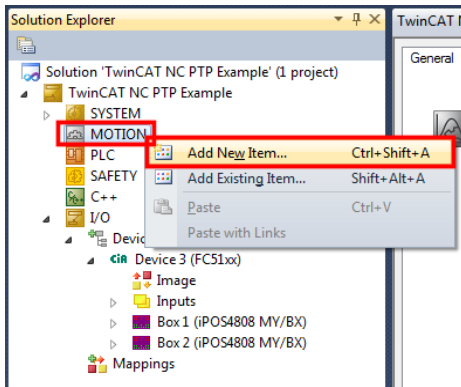 Solution Explorer
TwinCAT
General
Solution 'TwinCAT NC PTP Example' (1 project)
TwinCAT NC PTP Example
SYSTEM
MOTION
Add New Item... Ctrl+Shift+A
PLC
SAFETY
Add Existing Item... Shift+Alt+A
C++
Paste Ctrl+V
I/O
Paste with Links
CiA Device 3 (FC51xx)
Image
Inputs
Box 1 (iPOS4808 MY/BX)
Box 2 (iPOS4808 MY/BX)
Mappings